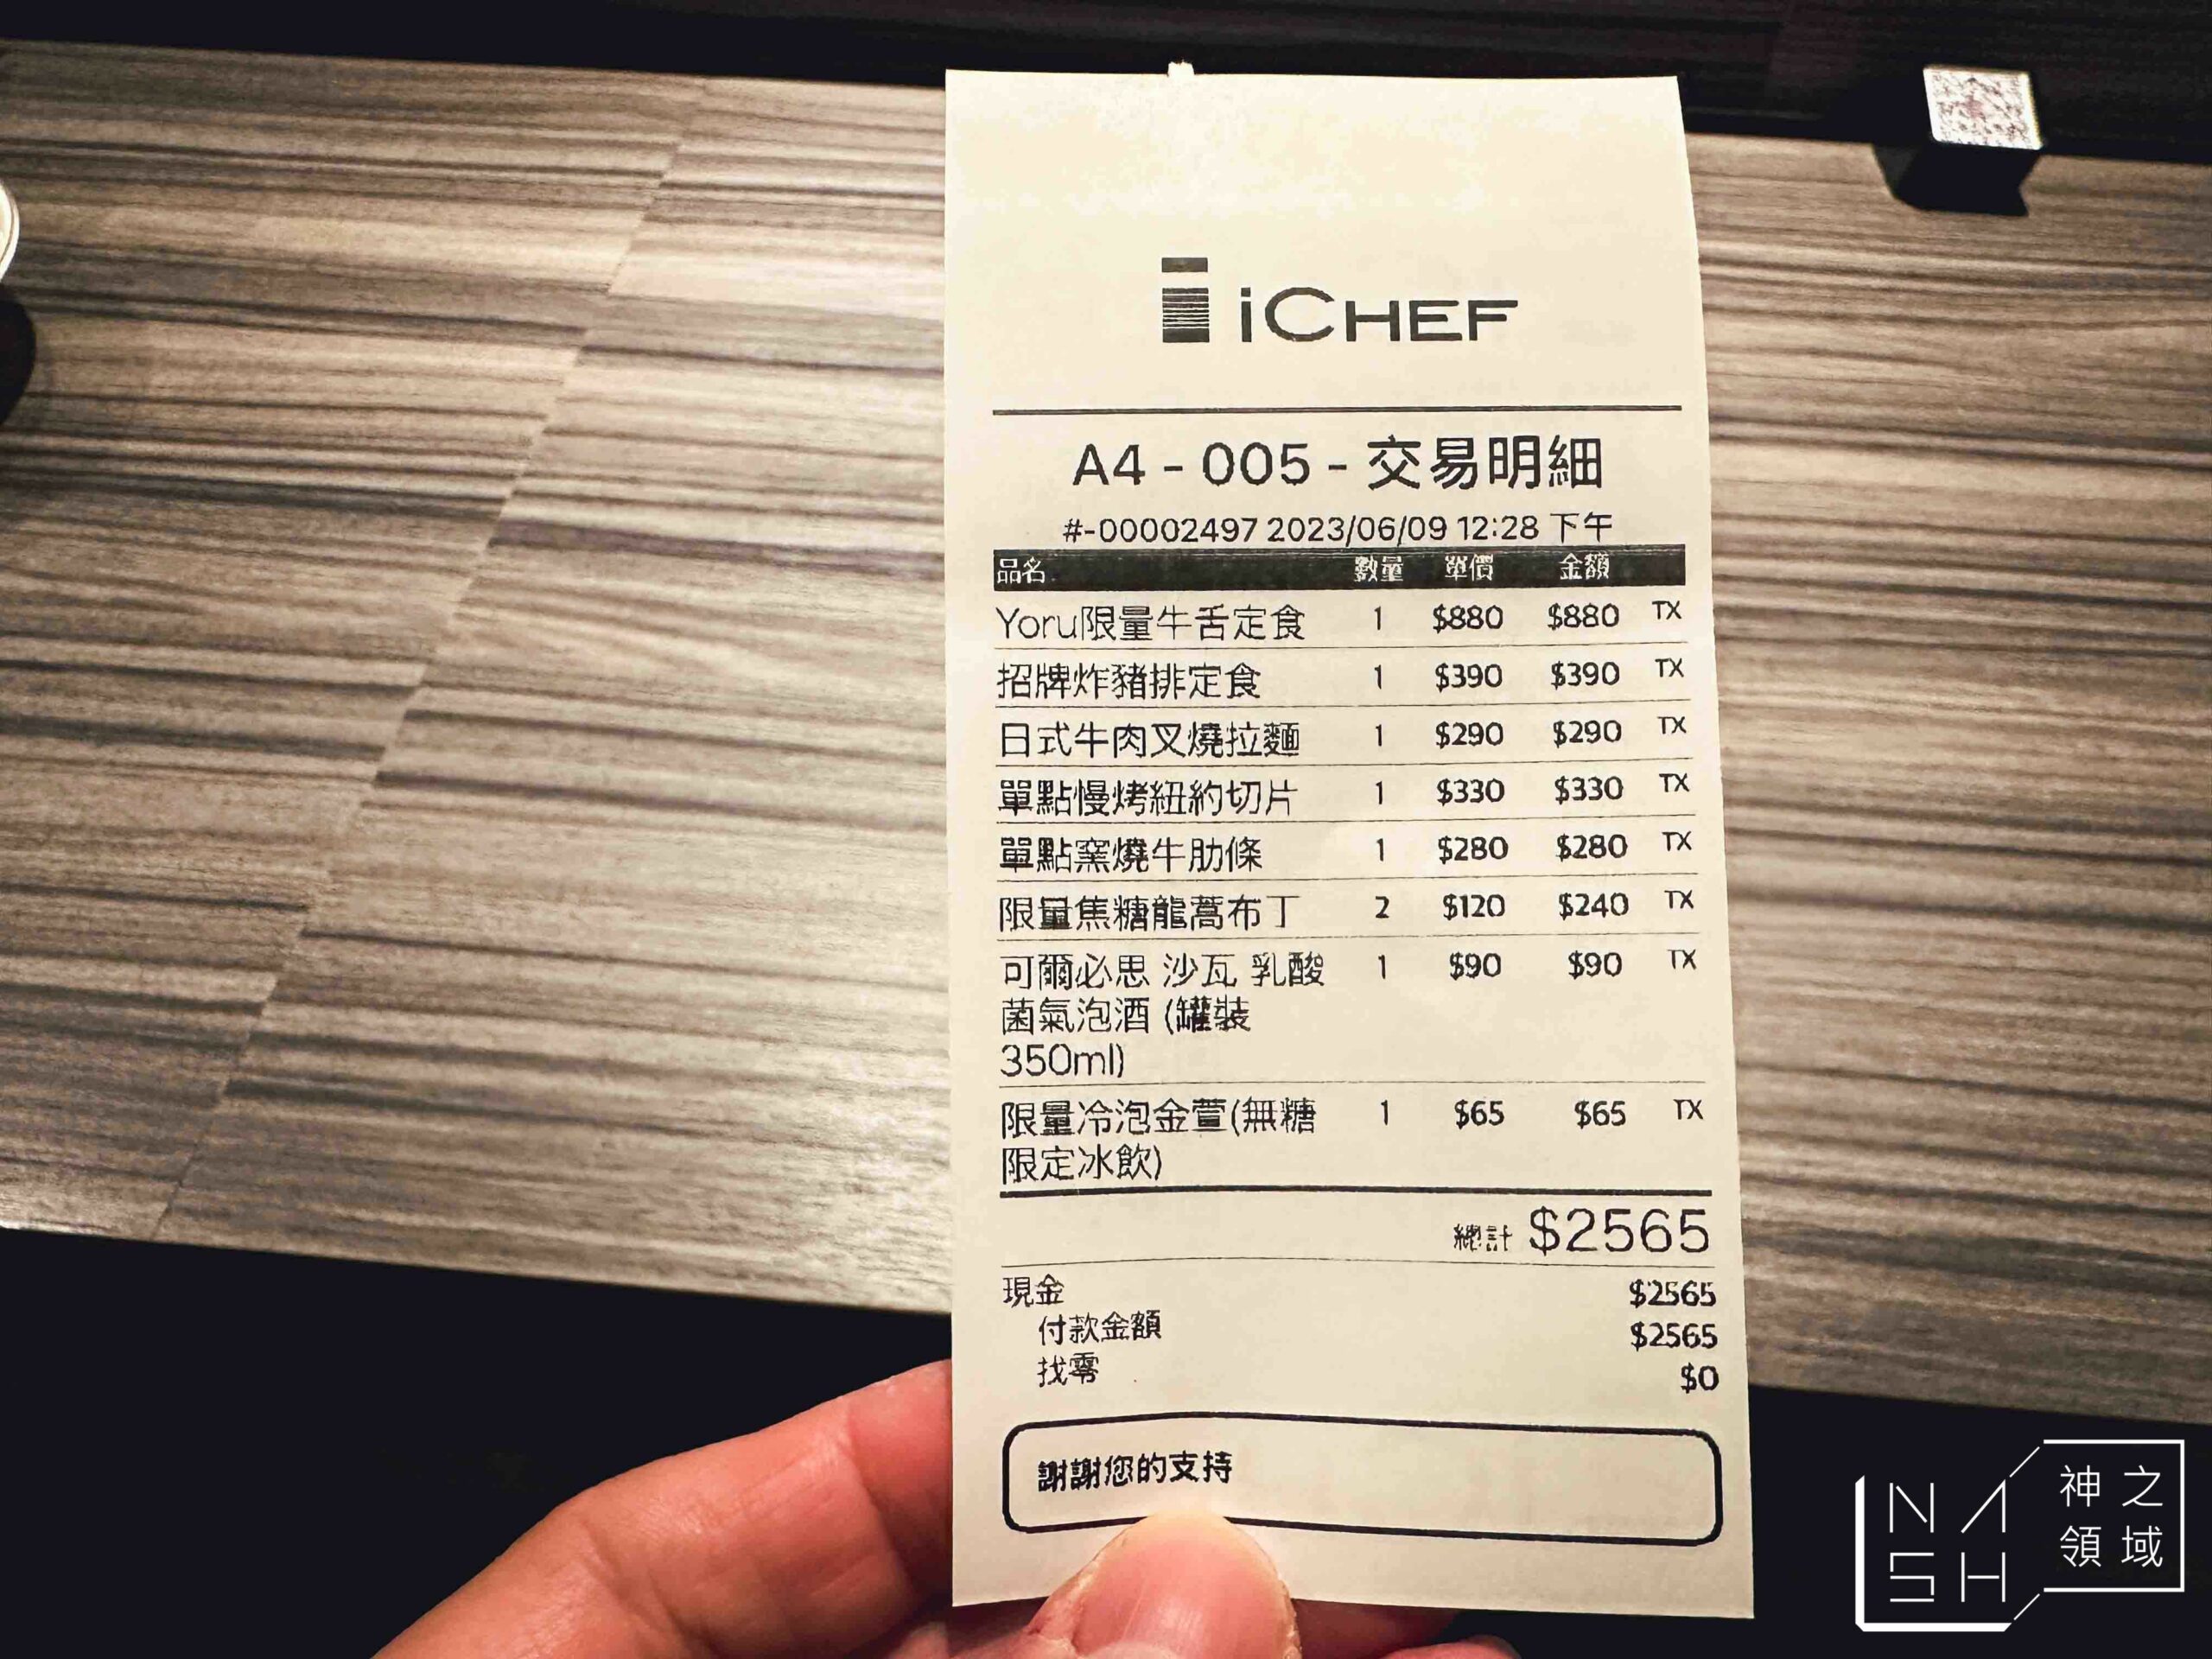 iCHEF
A4 - 005 - 交易明細
#-00002497 2023/06/09 12:28 下午
品名 數量 單價 金額
Yoru限量牛舌定食 1 $880 $880 TX
招牌炸豬排定食 1 $390 $390 TX
日式牛肉叉燒拉麵 1 $290 $290 TX
單點慢烤紐約切片 1 $330 $330 TX
單點窯燒牛肋條 1 $280 $280 TX
限量焦糖龍蒿布丁 2 $120 $240 TX
可爾必思 沙瓦 乳酸 1 $90 $90 TX
菌氣泡酒 (罐裝
350ml)
限量冷泡金萱(無糖 1 $65 $65 TX
限定冰飲)
總計 $2565
現金 $2565
付款金額 $2565
找零 $0
謝謝您的支持
NASH
神之
領域